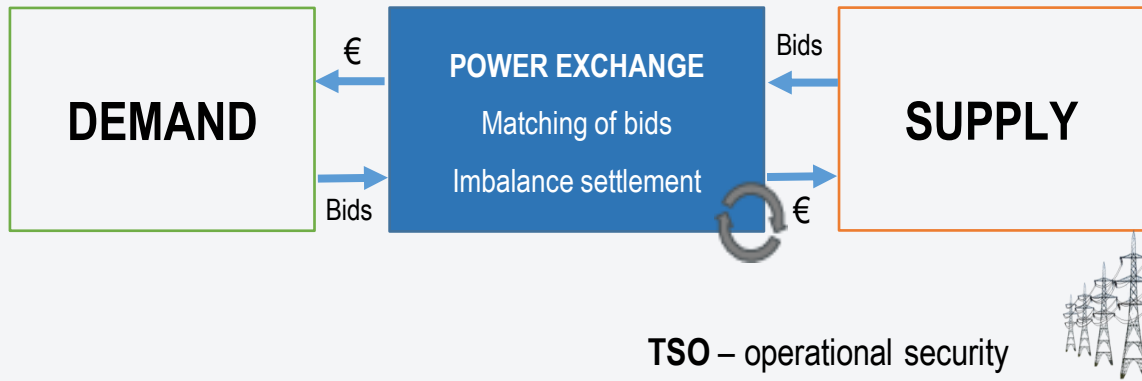 €
Bids
POWER EXCHANGE
DEMAND
Matching of bids
SUPPLY
Imbalance settlement
Bids
€
TSO – operational security